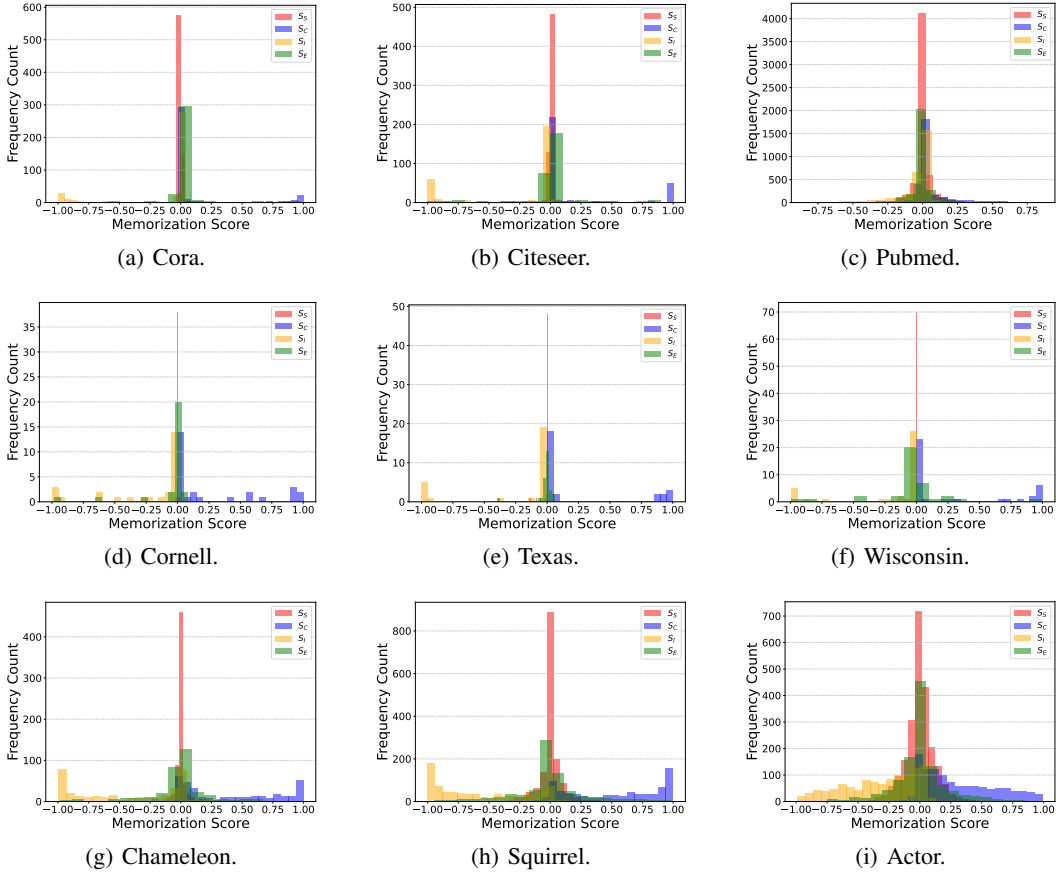 600
500
400
300
200
100
0
Frequency Count
−1.00−0.75−0.50−0.25 0.00 0.25 0.50 0.75 1.00
Memorization Score
S_S
S_C
S_I
S_E
(a) Cora.
500
400
300
200
100
0
Frequency Count
−1.00−0.75−0.50−0.25 0.00 0.25 0.50 0.75 1.00
Memorization Score
S_S
S_C
S_I
S_E
(b) Citeseer.
4000
3500
3000
2500
2000
1500
1000
500
0
Frequency Count
−0.75 −0.50 −0.25 0.00 0.25 0.50 0.75
Memorization Score
S_S
S_C
S_I
S_E
(c) Pubmed.
35
30
25
20
15
10
5
0
Frequency Count
−1.00−0.75−0.50−0.25 0.00 0.25 0.50 0.75 1.00
Memorization Score
S_S
S_C
S_I
S_E
(d) Cornell.
50
40
30
20
10
0
Frequency Count
−1.00−0.75−0.50−0.25 0.00 0.25 0.50 0.75 1.00
Memorization Score
S_S
S_C
S_I
S_E
(e) Texas.
70
60
50
40
30
20
10
0
Frequency Count
−1.00−0.75−0.50−0.25 0.00 0.25 0.50 0.75 1.00
Memorization Score
S_S
S_C
S_I
S_E
(f) Wisconsin.
400
300
200
100
0
Frequency Count
−1.00−0.75−0.50−0.25 0.00 0.25 0.50 0.75 1.00
Memorization Score
S_S
S_C
S_I
S_E
(g) Chameleon.
800
600
400
200
0
Frequency Count
−1.00−0.75−0.50−0.25 0.00 0.25 0.50 0.75 1.00
Memorization Score
S_S
S_C
S_I
S_E
(h) Squirrel.
700
600
500
400
300
200
100
0
Frequency Count
−1.00−0.75−0.50−0.25 0.00 0.25 0.50 0.75 1.00
Memorization Score
S_S
S_C
S_I
S_E
(i) Actor.